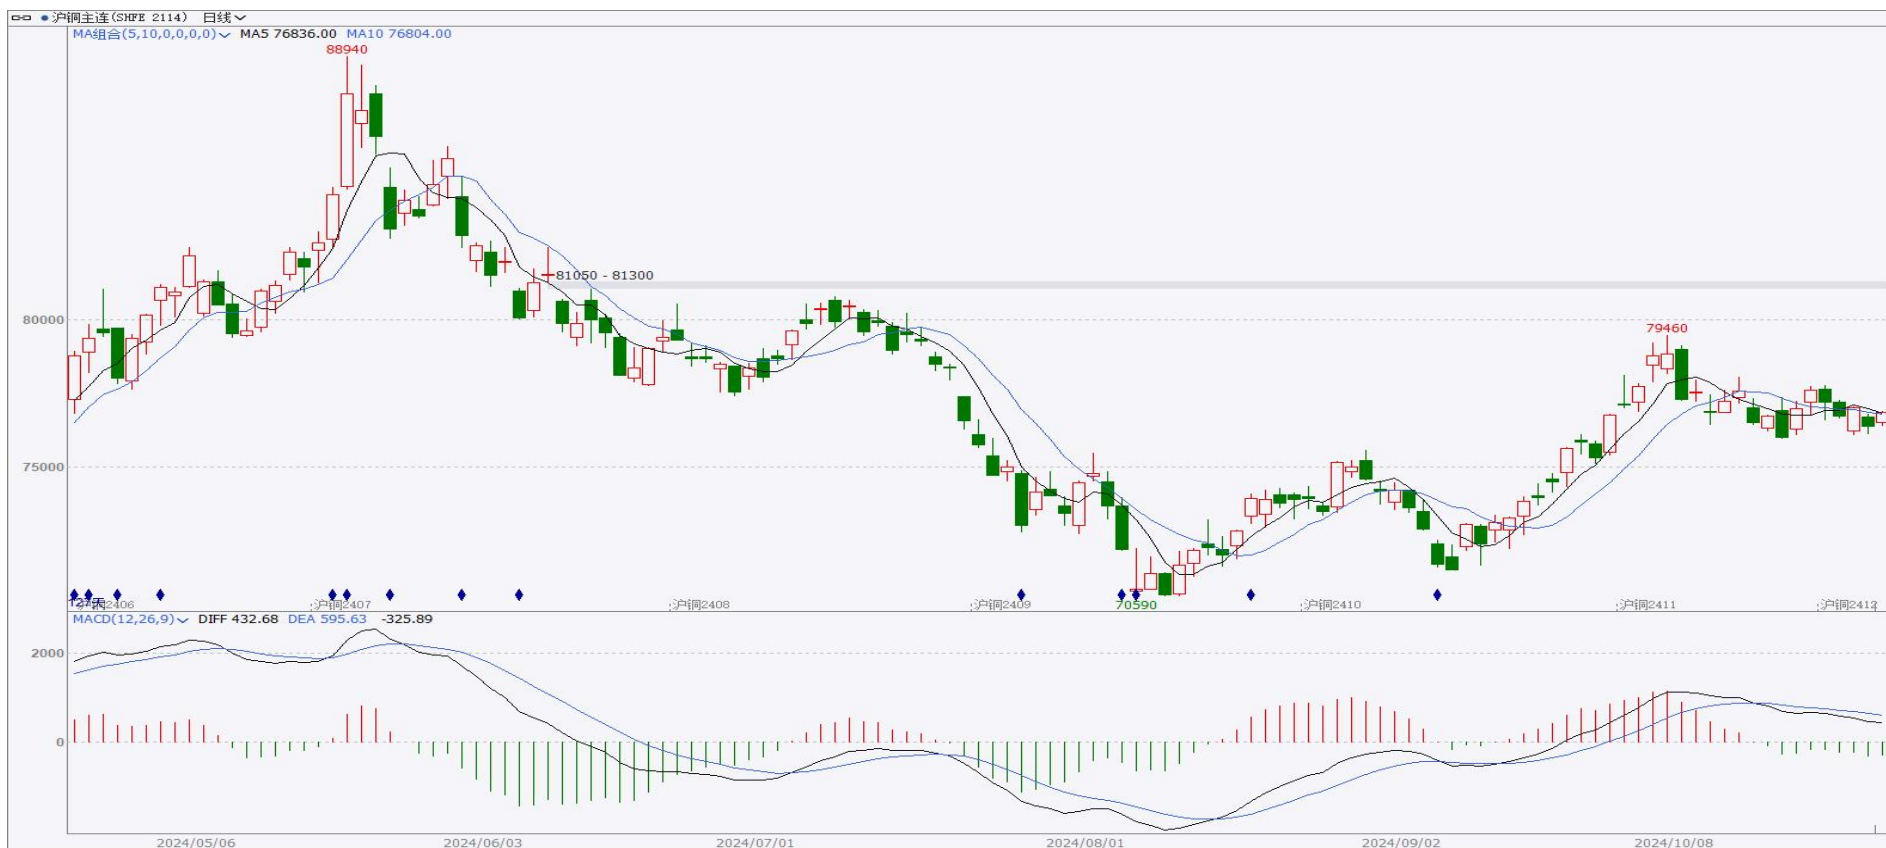 沪铜主连(SHFE 2114) 日线
MA组合(5,10,0,0,0,0) MA5 76836.00 MA10 76804.00
88940
81050 - 81300
80000
79460
75000
70590
127天
沪铜2406 沪铜2407 沪铜2408 沪铜2409 沪铜2410 沪铜2411 沪铜2412
MACD(12,26,9) DIFF 432.68 DEA 595.63 -325.89
2000
0
2024/05/06 2024/06/03 2024/07/01 2024/08/01 2024/09/02 2024/10/08